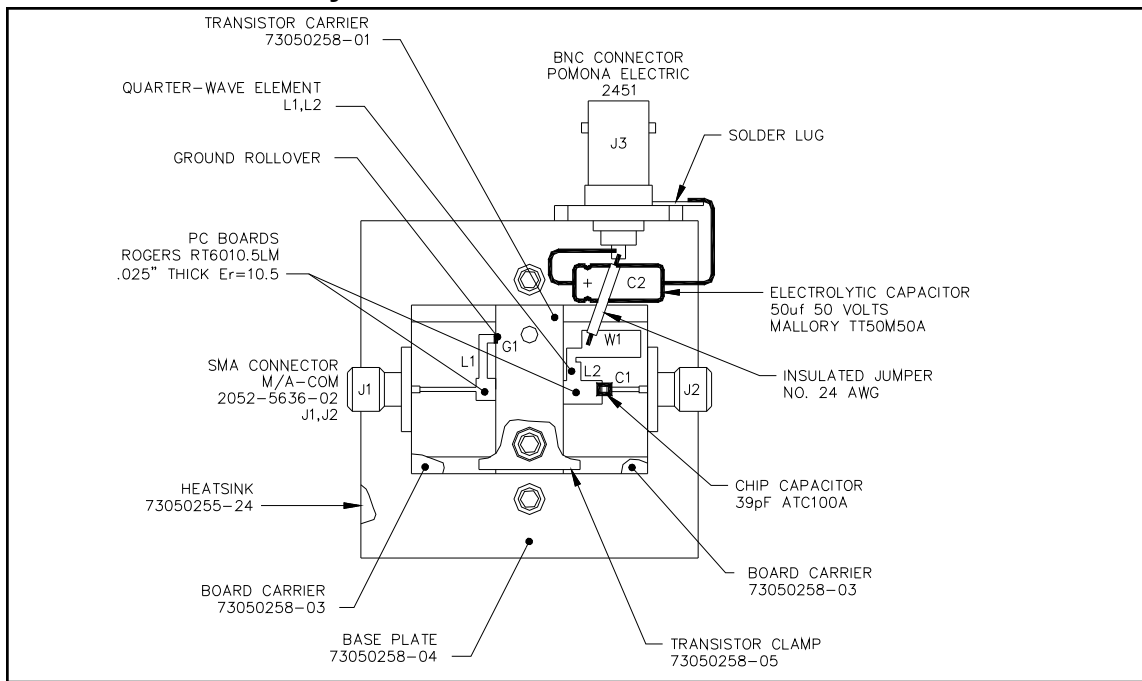 TRANSISTOR CARRIER
73050258-01
QUARTER-WAVE ELEMENT
L1,L2
GROUND ROLLOVER
PC BOARDS
ROGERS RT6010.5LM
.025" THICK Er=10.5
SMA CONNECTOR
M/A-COM
2052-5636-02
J1,J2
HEATSINK
73050255-24
BOARD CARRIER
73050258-03
BASE PLATE
73050258-04
BNC CONNECTOR
POMONA ELECTRIC
2451
J3
SOLDER LUG
+ C2
ELECTROLYTIC CAPACITOR
50uf 50 VOLTS
MALLORY TT50M50A
G1
W1
L1
L2
C1
J1
J2
INSULATED JUMPER
NO. 24 AWG
CHIP CAPACITOR
39pF ATC100A
BOARD CARRIER
73050258-03
TRANSISTOR CLAMP
73050258-05